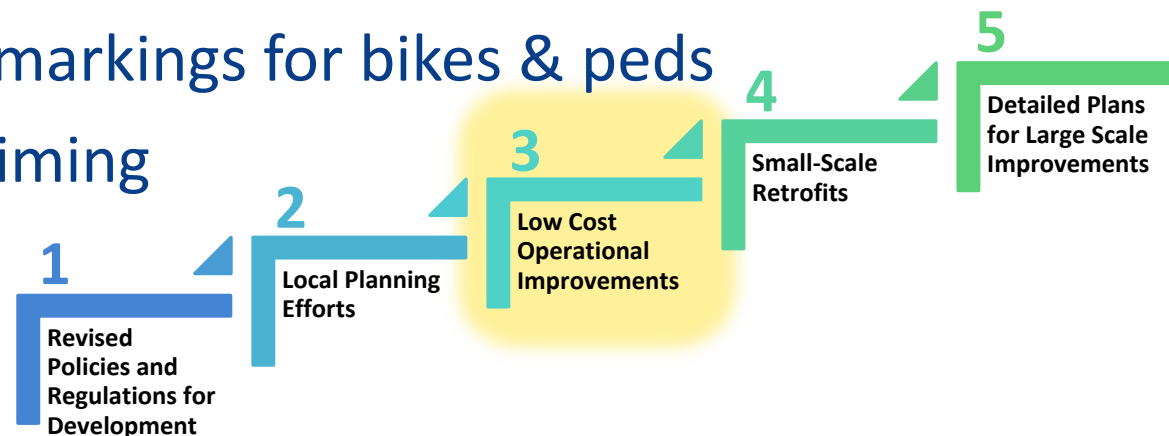 markings for bikes & peds
iming
1
Revised
Policies and
Regulations for
Development
2
Local Planning
Efforts
3
Low Cost
Operational
Improvements
4
Small-Scale
Retrofits
5
Detailed Plans
for Large Scale
Improvements